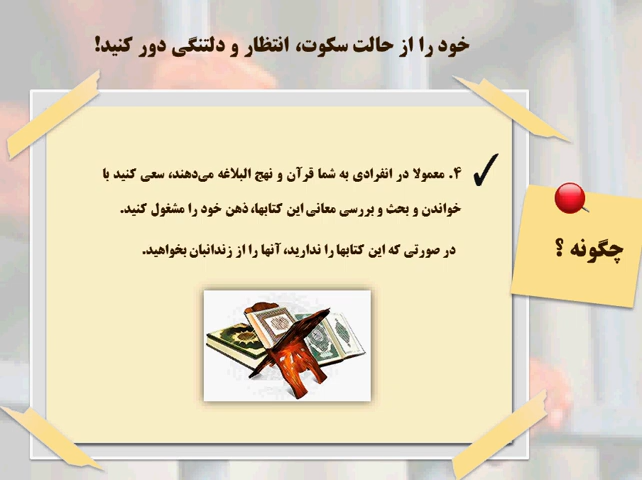 خود را از حالت سکوت، انتظار و دلتنگی دور کنید!
۴. معمولا در انفرادی به شما قرآن و نهج البلاغه می‌دهند، سعی کنید با
خواندن و بحث و بررسی معانی این کتابها، ذهن خود را مشغول کنید.
در صورتی که این کتابها را ندارید، آنها را از زندانبان بخواهید.
چگونه ؟